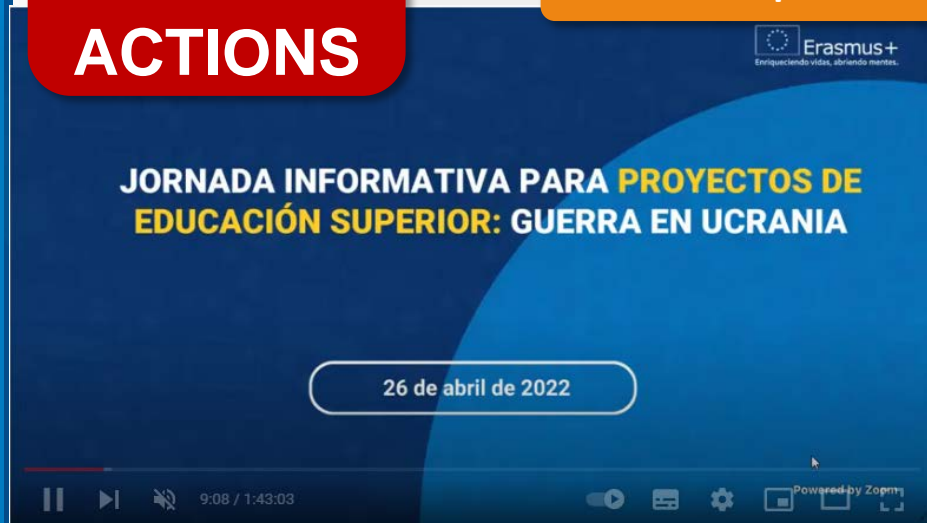 ACTIONS
Erasmus+
Enriqueciendo vidas, abriendo mentes.
JORNADA INFORMATIVA PARA PROYECTOS DE
EDUCACIÓN SUPERIOR: GUERRA EN UCRANIA
26 de abril de 2022
9:08 / 1:43:03
Powered by Zoom